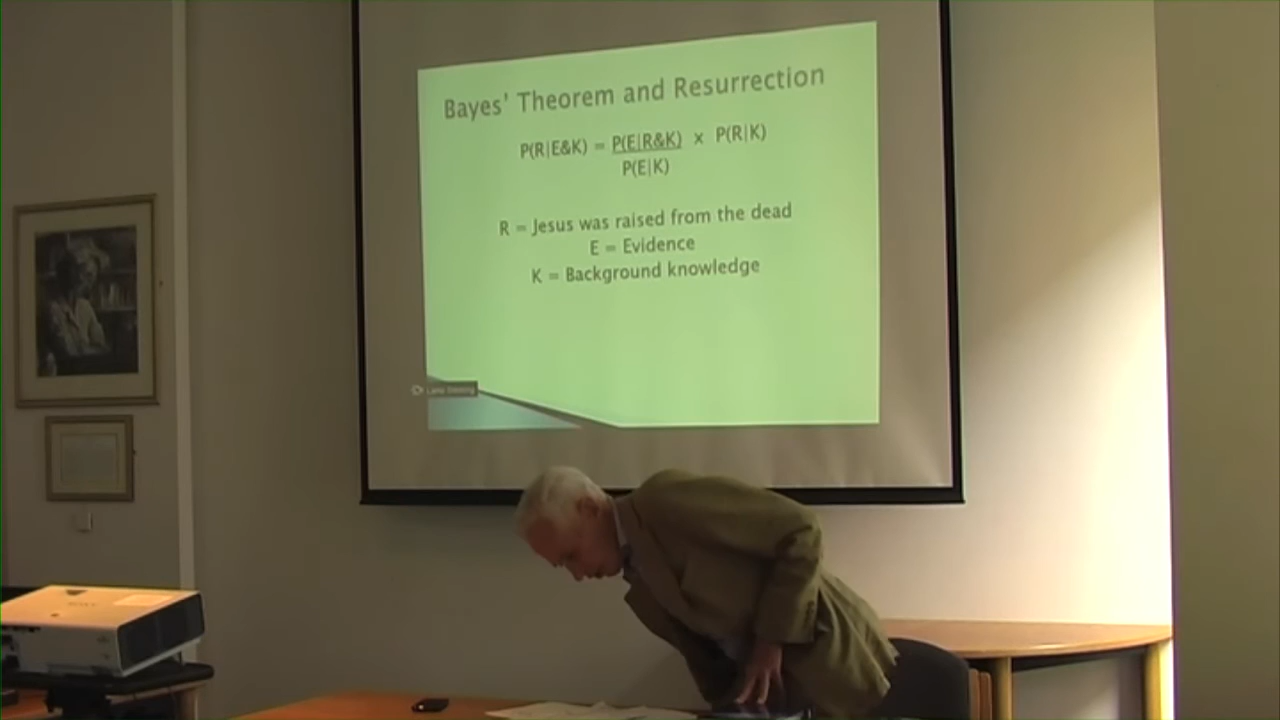 Bayes' Theorem and Resurrection
P(R|E&K) = P(E|R&K) x P(R|K)
P(E|K)
R = Jesus was raised from the dead
E = Evidence
K = Background knowledge